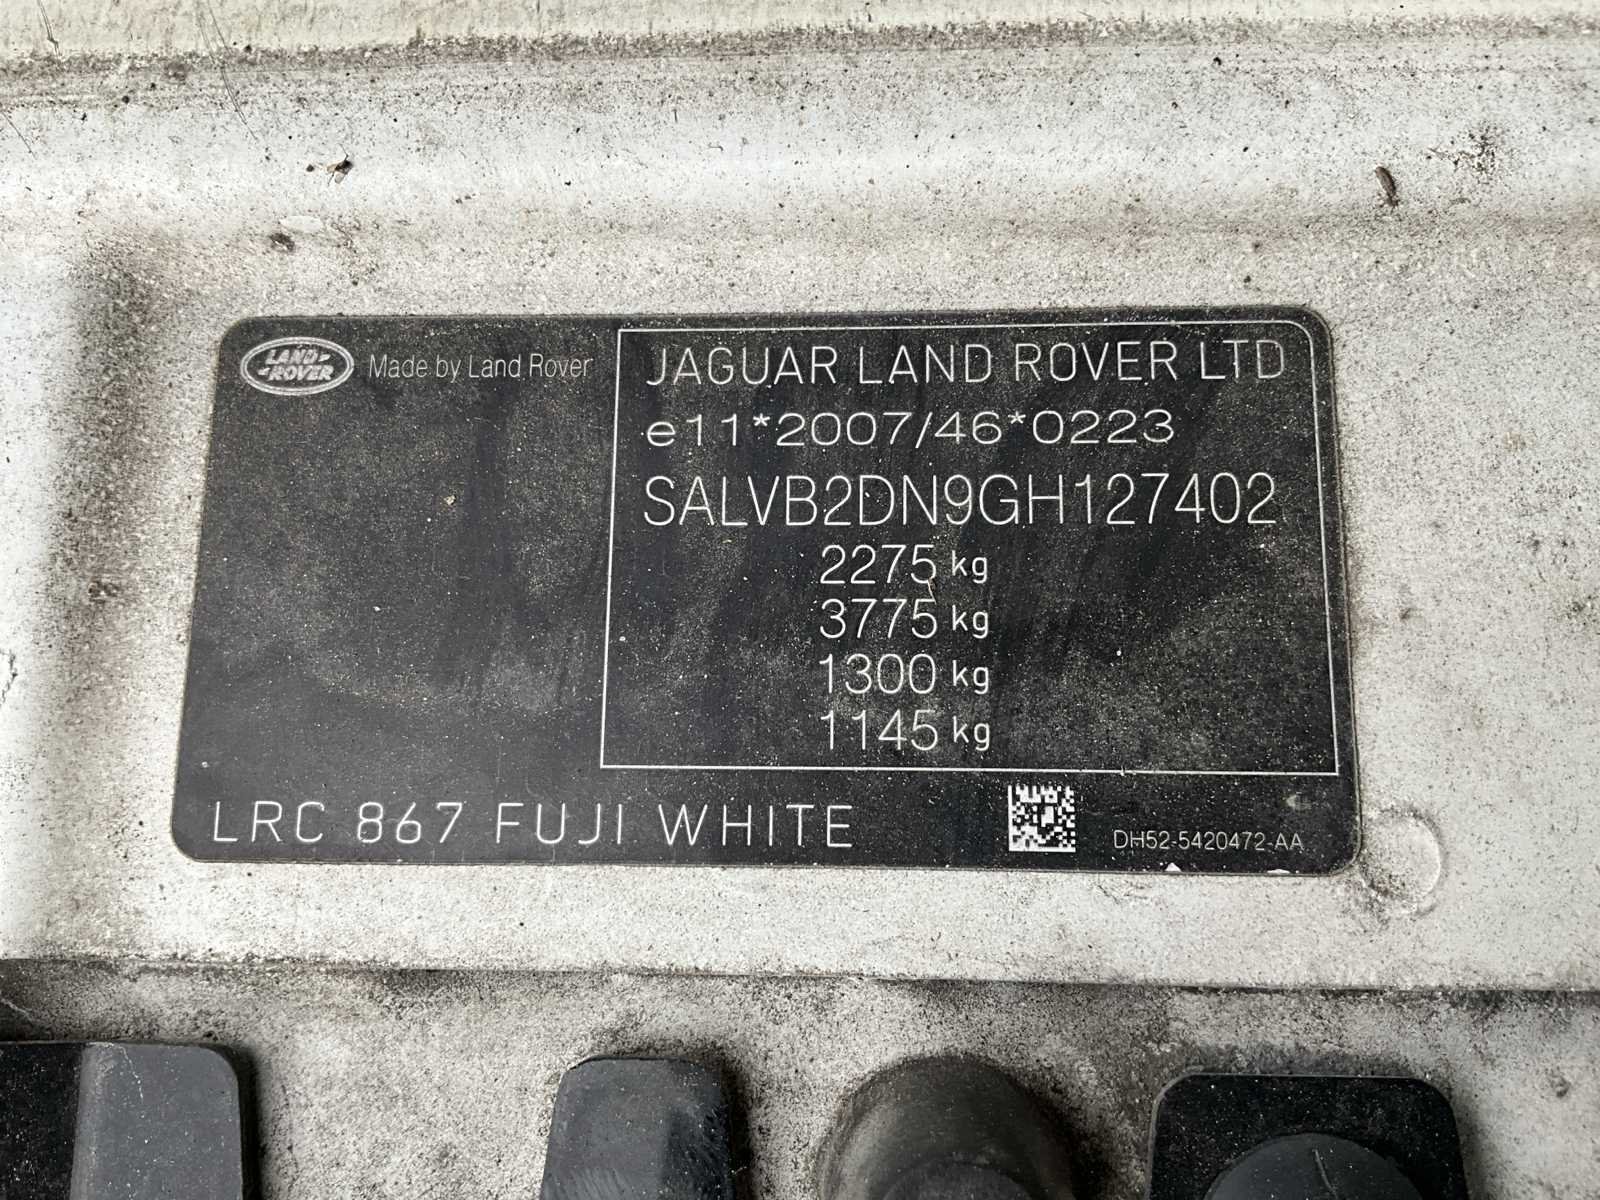 LAND-
-ROVER
Made by Land Rover
JAGUAR LAND ROVER LTD
e11*2007/46*0223
SALVB2DN9GH127402
2275 kg
3775 kg
1300 kg
1145 kg
LRC 867 FUJI WHITE
DH52-5420472-AA